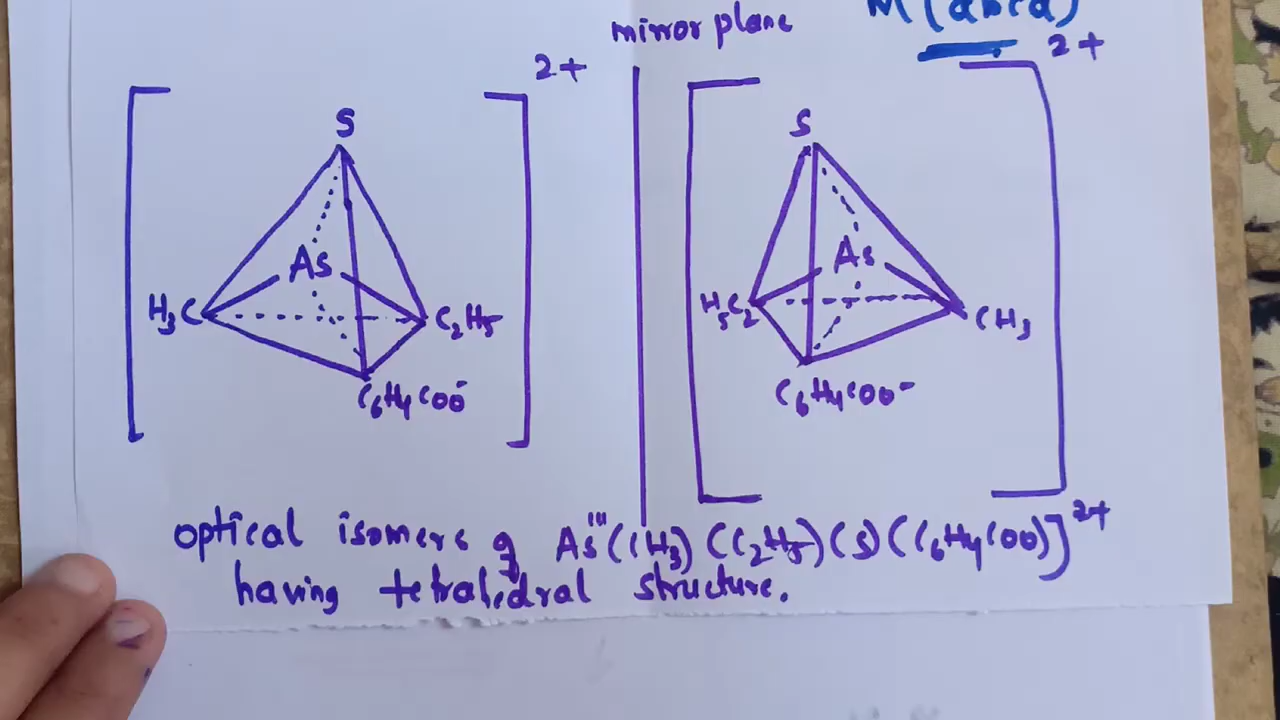 mirror plane
M(abcd)
2+
2+
S
S
As
As
H₃C
C₂H₅
H₅C₂
CH₃
C₆H₄COO⁻
C₆H₄COO⁻
optical isomers of As'''(CH₃)(C₂H₅)(S)(C₆H₄COO)]²⁺
having tetrahedral structure.